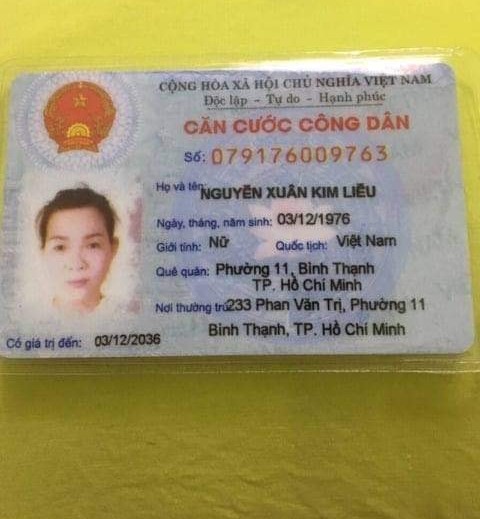 CỘNG HÒA XÃ HỘI CHỦ NGHĨA VIỆT NAM
Độc lập - Tự do - Hạnh phúc
CĂN CƯỚC CÔNG DÂN
Số: 079176009763
Họ và tên: NGUYỄN XUÂN KIM LIỄU
Ngày, tháng, năm sinh: 03/12/1976
Giới tính: Nữ Quốc tịch: Việt Nam
Quê quán: Phường 11, Bình Thạnh
TP. Hồ Chí Minh
Nơi thường trú: 233 Phan Văn Trị, Phường 11
Bình Thạnh, TP. Hồ Chí Minh
Có giá trị đến: 03/12/2036